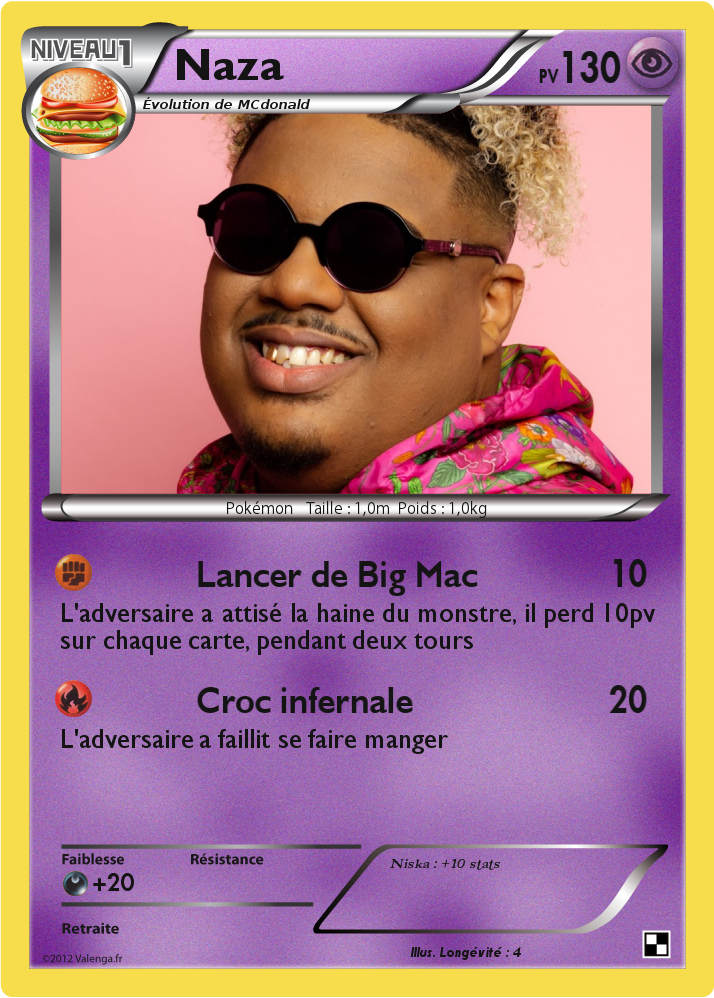 NIVEAU1
Naza
PV130
Évolution de MCdonald
Pokémon Taille : 1,0m Poids : 1,0kg
Lancer de Big Mac 10
L'adversaire a attisé la haine du monstre, il perd 10pv
sur chaque carte, pendant deux tours
Croc infernale 20
L'adversaire a faillit se faire manger
Faiblesse Résistance
Niska : +10 stats
+20
Retraite
Illus. Longévité : 4
©2012 Valenga.fr